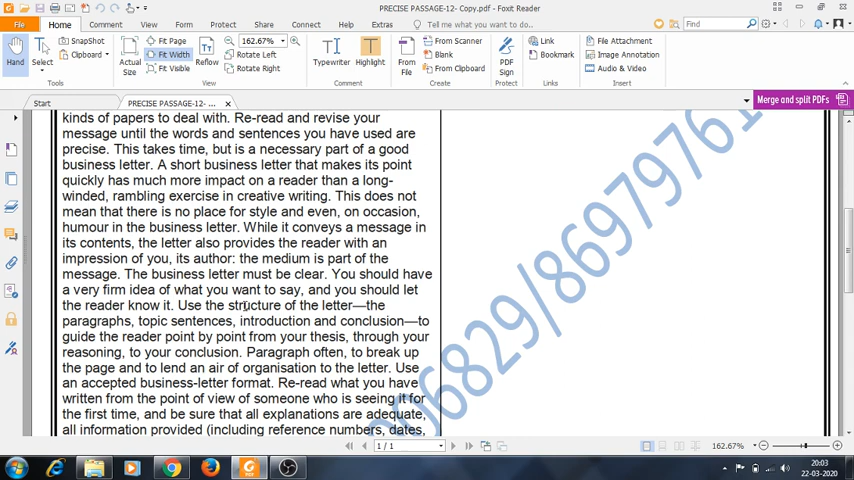 PRECISE PASSAGE-12- Copy.pdf - Foxit Reader
File Home Comment View Form Protect Share Connect Help Extras Tell me what you want to do... Find
SnapShot
Clipboard
Hand Select
Fit Page
Fit Width
Fit Visible
Actual Size
Reflow
162.67%
Rotate Left
Rotate Right
Typewriter Highlight
From File
From Scanner
Blank
From Clipboard
PDF Sign
Link
Bookmark
File Attachment
Image Annotation
Audio & Video
Tools View Comment Create Protect Links Insert
Start PRECISE PASSAGE-12- ... Merge and split PDFs
kinds of papers to deal with. Re-read and revise your
message until the words and sentences you have used are
precise. This takes time, but is a necessary part of a good
business letter. A short business letter that makes its point
quickly has much more impact on a reader than a long-
winded, rambling exercise in creative writing. This does not
mean that there is no place for style and even, on occasion,
humour in the business letter. While it conveys a message in
its contents, the letter also provides the reader with an
impression of you, its author: the medium is part of the
message. The business letter must be clear. You should have
a very firm idea of what you want to say, and you should let
the reader know it. Use the structure of the letter—the
paragraphs, topic sentences, introduction and conclusion—to
guide the reader point by point from your thesis, through your
reasoning, to your conclusion. Paragraph often, to break up
the page and to lend an air of organisation to the letter. Use
an accepted business-letter format. Re-read what you have
written from the point of view of someone who is seeing it for
the first time, and be sure that all explanations are adequate,
all information provided (including reference numbers, dates,
1 / 1 162.67%
20:03
22-03-2020